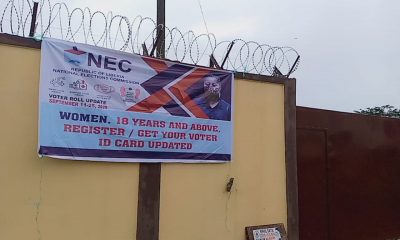 NEC
REPUBLIC OF LIBERIA
NATIONAL ELECTIONS COMMISSION
VOTER ROLL UPDATE
WOMEN, 18 YEARS AND ABOVE,
REGISTER / GET YOUR VOTER
ID CARD UPDATED